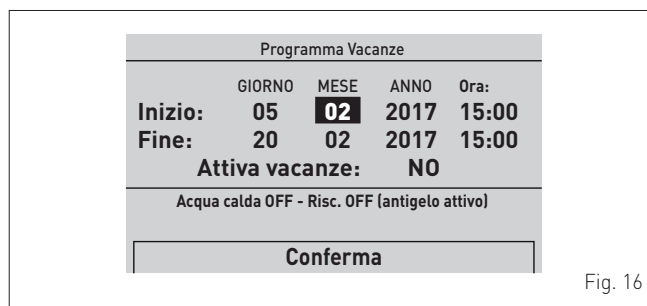 Programma Vacanze
GIORNO MESE ANNO Ora:
Inizio: 05 02 2017 15:00
Fine: 20 02 2017 15:00
Attiva vacanze: NO
Acqua calda OFF - Risc. OFF (antigelo attivo)
Conferma
Fig. 16